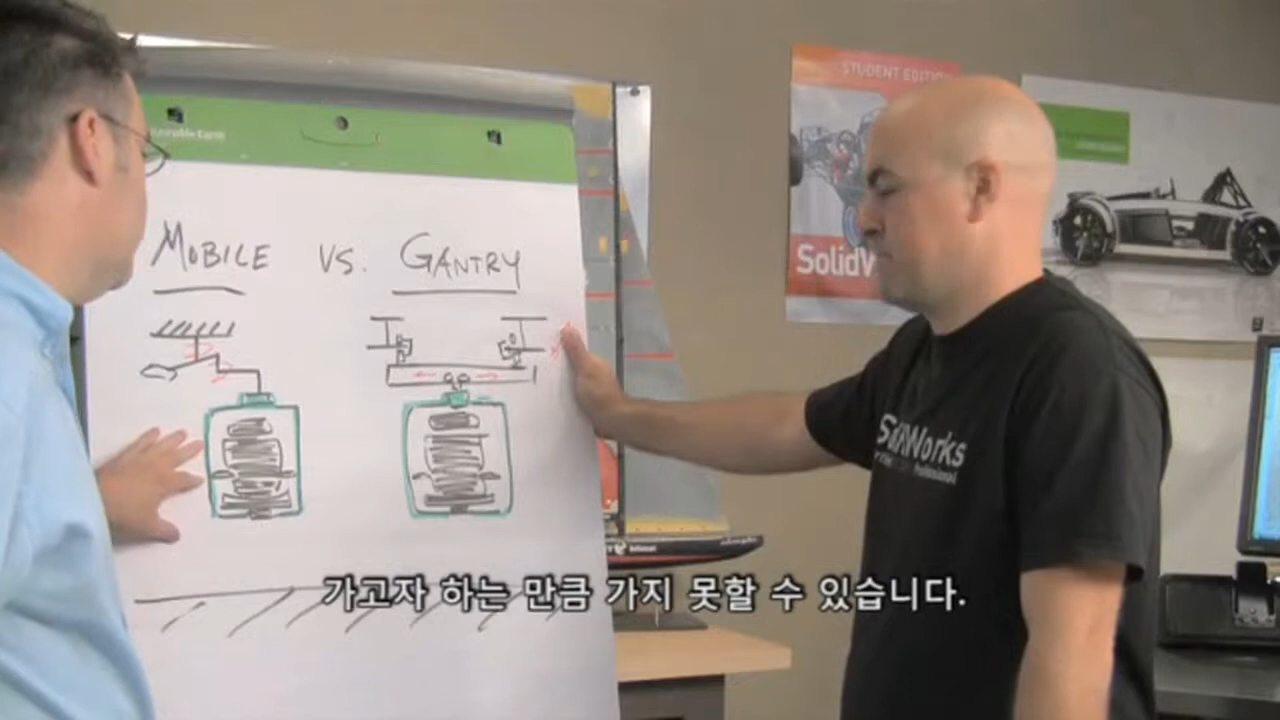 STUDENT EDITION
MOBILE VS. GANTRY
SolidW
SolidWorks
Professional
가고자 하는 만큼 가지 못할 수 있습니다.